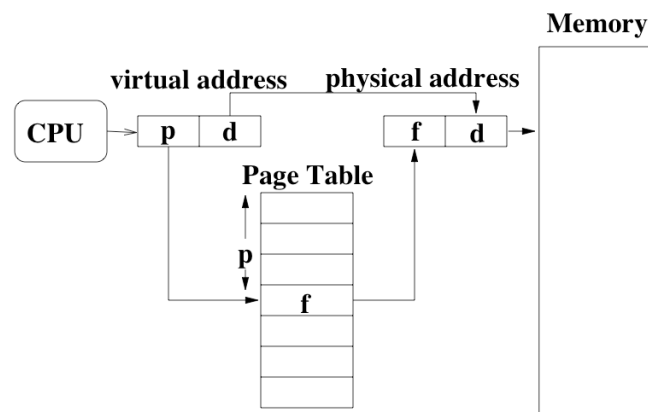 Memory
virtual address physical address
CPU p d f d
Page Table
p
f